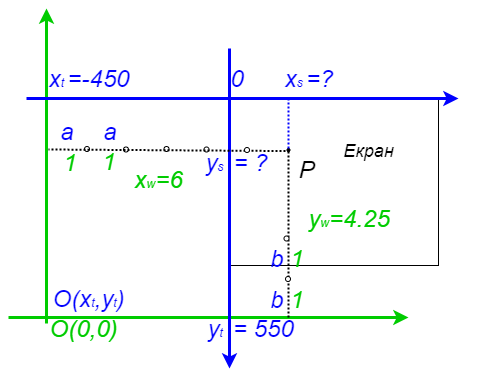 xt =-450 0 xs =?
a a
1 1 ys = ? P Екран
xw=6
yw=4.25
b 1
O(xt,yt) b 1
O(0,0) yt = 550